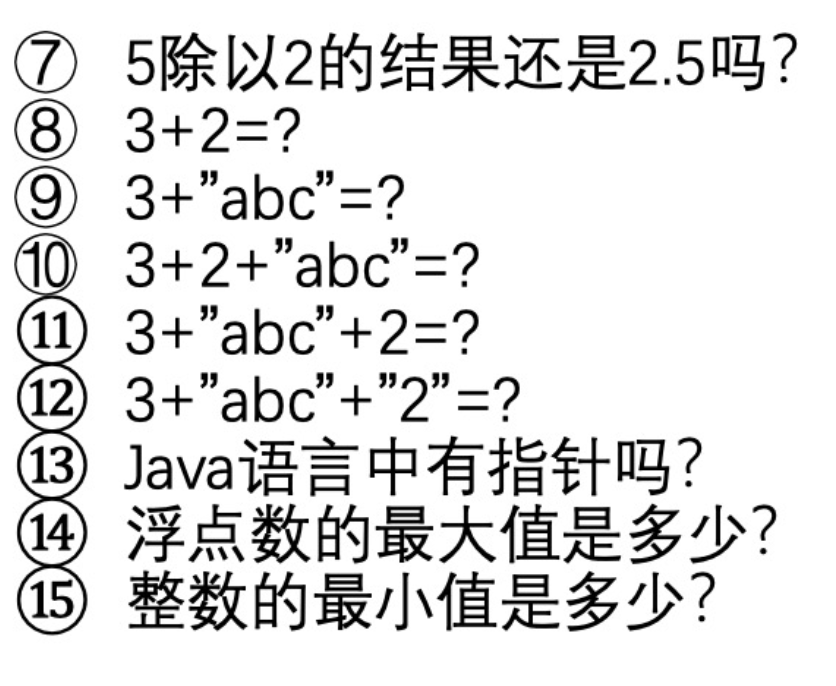 ⑦ 5除以2的结果还是2.5吗?
⑧ 3+2=?
⑨ 3+”abc”=?
⑩ 3+2+”abc”=?
⑪ 3+”abc”+2=?
⑫ 3+”abc”+”2”=?
⑬ Java语言中有指针吗?
⑭ 浮点数的最大值是多少?
⑮ 整数的最小值是多少?